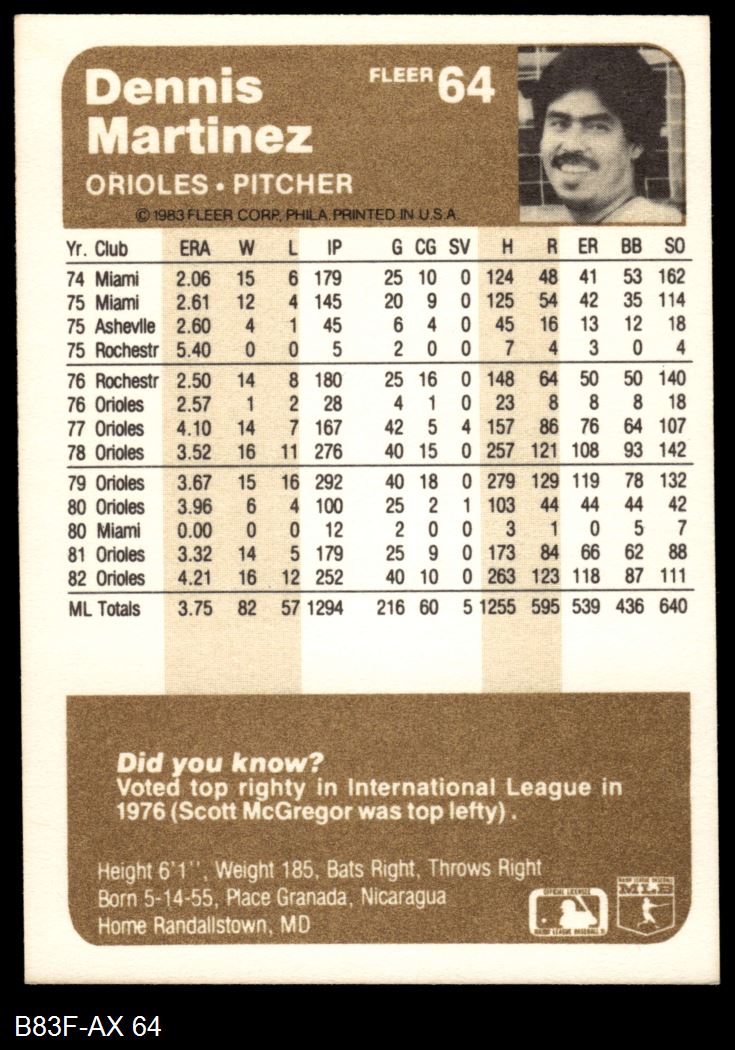 Dennis
Martinez
FLEER 64
ORIOLES • PITCHER
© 1983 FLEER CORP. PHILA. PRINTED IN U.S.A.
Yr. Club ERA W L IP G CG SV H R ER BB SO
74 Miami 2.06 15 6 179 25 10 0 124 48 41 53 162
75 Miami 2.61 12 4 145 20 9 0 125 54 42 35 114
75 Ashevlle 2.60 4 1 45 6 4 0 45 16 13 12 18
75 Rochestr 5.40 0 0 5 2 0 0 7 4 3 0 4
76 Rochestr 2.50 14 8 180 25 16 0 148 64 50 50 140
76 Orioles 2.57 1 2 28 4 1 0 23 8 8 8 18
77 Orioles 4.10 14 7 167 42 5 4 157 86 76 64 107
78 Orioles 3.52 16 11 276 40 15 0 257 121 108 93 142
79 Orioles 3.67 15 16 292 40 18 0 279 129 119 78 132
80 Orioles 3.96 6 4 100 25 2 1 103 44 44 44 42
80 Miami 0.00 0 0 12 2 0 0 3 1 0 5 7
81 Orioles 3.32 14 5 179 25 9 0 173 84 66 62 88
82 Orioles 4.21 16 12 252 40 10 0 263 123 118 87 111
ML Totals 3.75 82 57 1294 216 60 5 1255 595 539 436 640
Did you know?
Voted top righty in International League in
1976 (Scott McGregor was top lefty).
Height 6'1'', Weight 185, Bats Right, Throws Right
Born 5-14-55, Place Granada, Nicaragua
Home Randallstown, MD
OFFICIAL LICENSEE
MAJOR LEAGUE BASEBALL
MAJOR LEAGUE BASEBALL
MLB
B83F-AX 64